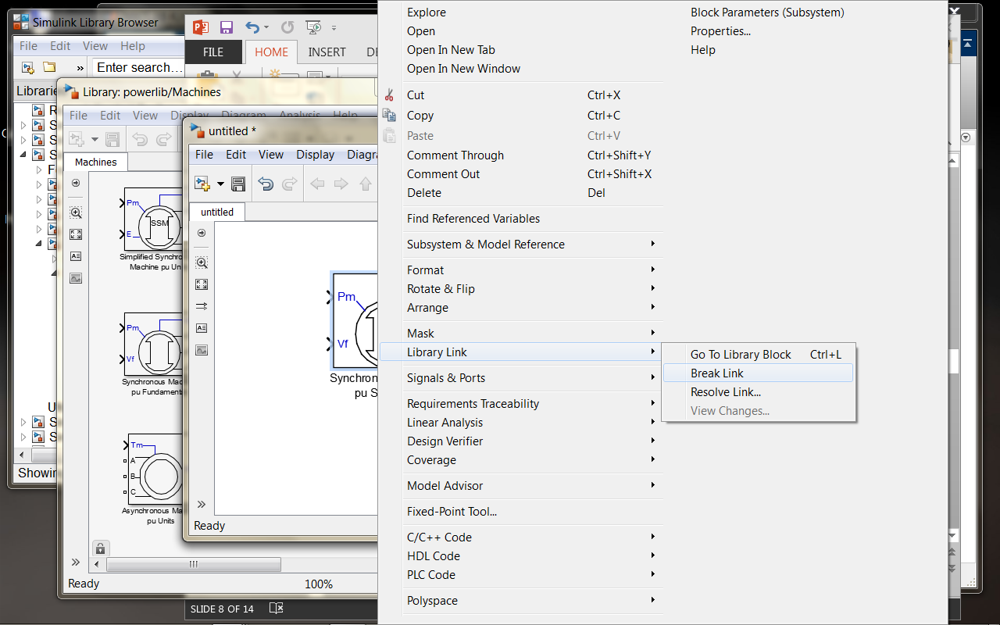 Simulink Library Browser
File Edit View Help
Enter search...
Librarie
FILE HOME INSERT DE
Library: powerlib/Machines
File Edit View Display Diagram Analysis Help
Machines
Pm
SSM
E
Simplified Synchro
Machine pu Un
Pm
Vf
Synchronous Mac
pu Fundament
Tm
A
B
C
Asynchronous Ma
pu Units
Ready
100%
untitled *
File Edit View Display Diagra
untitled
Pm
Vf
Synchron
pu S
Ready
Showin
SLIDE 8 OF 14
Explore
Open
Open In New Tab
Open In New Window
Cut Ctrl+X
Copy Ctrl+C
Paste Ctrl+V
Comment Through Ctrl+Shift+Y
Comment Out Ctrl+Shift+X
Delete Del
Find Referenced Variables
Subsystem & Model Reference
Format
Rotate & Flip
Arrange
Mask
Library Link
Signals & Ports
Requirements Traceability
Linear Analysis
Design Verifier
Coverage
Model Advisor
Fixed-Point Tool...
C/C++ Code
HDL Code
PLC Code
Polyspace
Block Parameters (Subsystem)
Properties...
Help
Go To Library Block Ctrl+L
Break Link
Resolve Link...
View Changes...